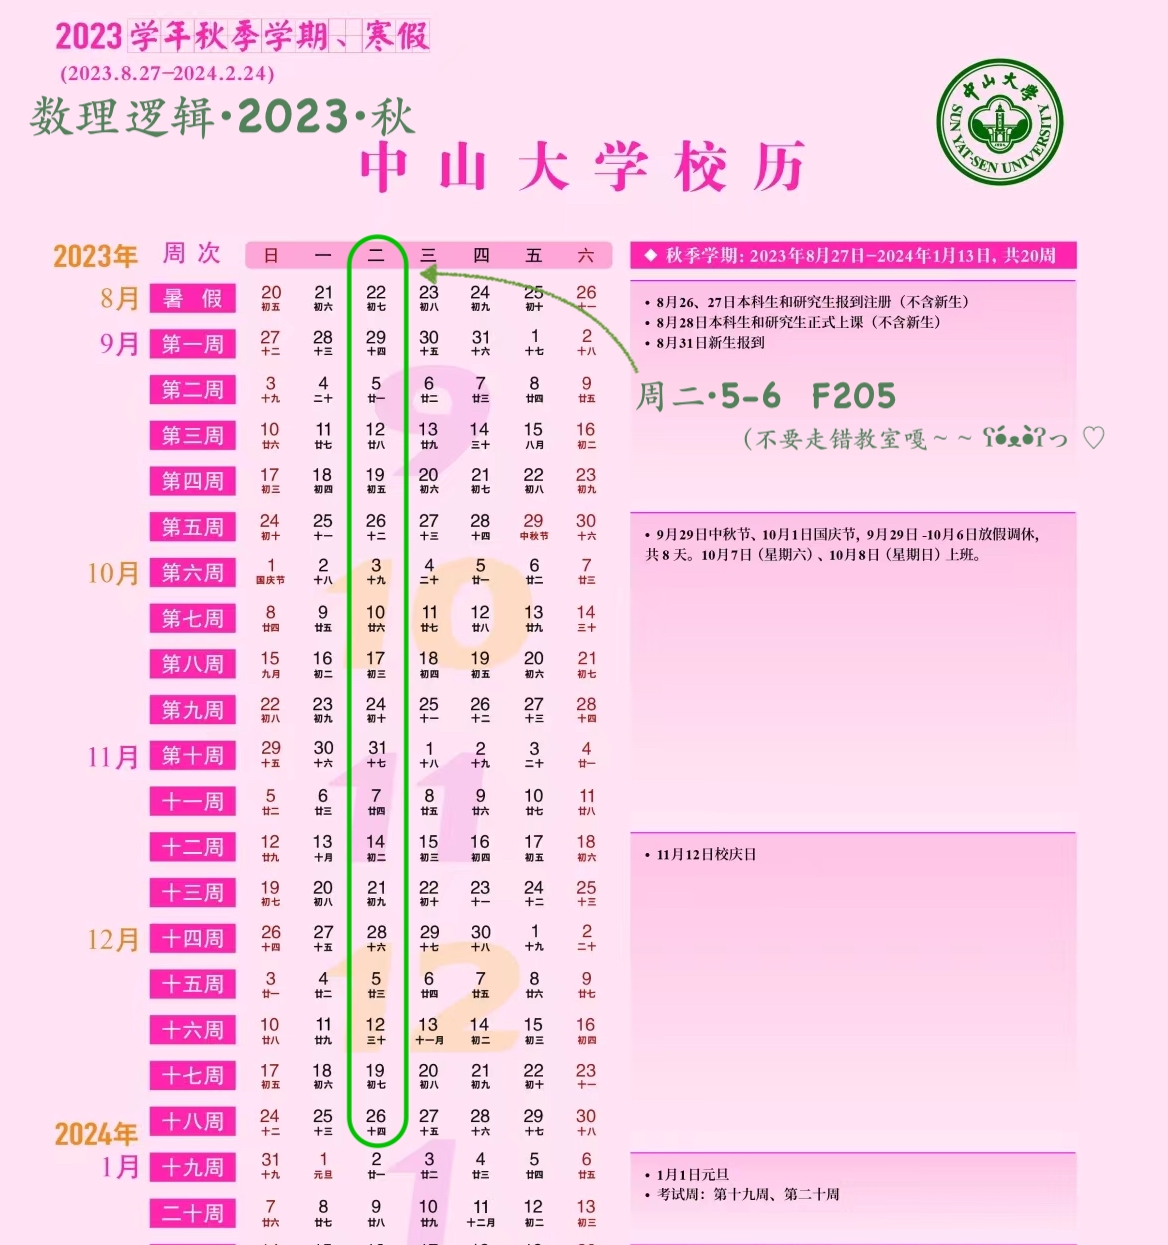 2023学年秋季学期、寒假
(2023.8.27-2024.2.24)
数理逻辑·2023·秋
中山大学校历
中山大学
SUN YAT-SEN UNIVERSITY
2023年 周次 日 一 二 三 四 五 六
◆ 秋季学期: 2023年8月27日-2024年1月13日, 共20周
8月 暑假 20 21 22 23 24 25 26
初五 初六 初七 初八 初九 初十 十一
• 8月26、27日本科生和研究生报到注册（不含新生）
• 8月28日本科生和研究生正式上课（不含新生）
• 8月31日新生报到
9月 第一周 27 28 29 30 31 1 2
十二 十三 十四 十五 十六 十七 十八
第二周 3 4 5 6 7 8 9
十九 二十 廿一 廿二 廿三 廿四 廿五
周二·5-6 F205
(不要走错教室嘎~~ʕ•́ᴥ•̀ʔっ♡
第三周 10 11 12 13 14 15 16
廿六 廿七 廿八 廿九 三十 八月 初二
第四周 17 18 19 20 21 22 23
初三 初四 初五 初六 初七 初八 初九
第五周 24 25 26 27 28 29 30
初十 十一 十二 十三 十四 中秋节 十六
• 9月29日中秋节、10月1日国庆节, 9月29日 -10月6日放假调休,
共 8 天。10月7日（星期六）、10月8日（星期日）上班。
10月 第六周 1 2 3 4 5 6 7
国庆节 十八 十九 二十 廿一 廿二 廿三
第七周 8 9 10 11 12 13 14
廿四 廿五 廿六 廿七 廿八 廿九 三十
第八周 15 16 17 18 19 20 21
九月 初二 初三 初四 初五 初六 初七
第九周 22 23 24 25 26 27 28
初八 初九 初十 十一 十二 十三 十四
11月 第十周 29 30 31 1 2 3 4
十五 十六 十七 十八 十九 二十 廿一
十一周 5 6 7 8 9 10 11
廿二 廿三 廿四 廿五 廿六 廿七 廿八
十二周 12 13 14 15 16 17 18
廿九 十月 初二 初三 初四 初五 初六
• 11月12日校庆日
十三周 19 20 21 22 23 24 25
初七 初八 初九 初十 十一 十二 十三
12月 十四周 26 27 28 29 30 1 2
十四 十五 十六 十七 十八 十九 二十
十五周 3 4 5 6 7 8 9
廿一 廿二 廿三 廿四 廿五 廿六 廿七
十六周 10 11 12 13 14 15 16
廿八 廿九 三十 十一月 初二 初三 初四
十七周 17 18 19 20 21 22 23
初五 初六 初七 初八 初九 初十 十一
十八周 24 25 26 27 28 29 30
十二 十三 十四 十五 十六 十七 十八
2024年
1月 十九周 31 1 2 3 4 5 6
十九 元旦 廿一 廿二 廿三 廿四 廿五
• 1月1日元旦
• 考试周：第十九周、第二十周
二十周 7 8 9 10 11 12 13
廿六 廿七 廿八 廿九 十二月 初二 初三
9
10
11
12
1